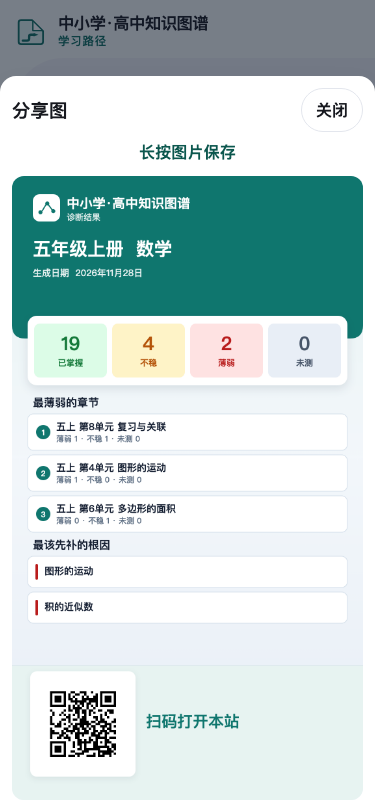 中小学·高中知识图谱
学习路径
分享图
关闭
长按图片保存
中小学·高中知识图谱
诊断结果
五年级上册 数学
生成日期 2026年11月28日
19
已掌握
4
不稳
2
薄弱
0
未测
最薄弱的章节
1
五上 第8单元 复习与关联
薄弱 1 · 不稳 1 · 未测 0
2
五上 第4单元 图形的运动
薄弱 1 · 不稳 0 · 未测 0
3
五上 第6单元 多边形的面积
薄弱 0 · 不稳 1 · 未测 0
最该先补的根因
图形的运动
积的近似数
扫码打开本站